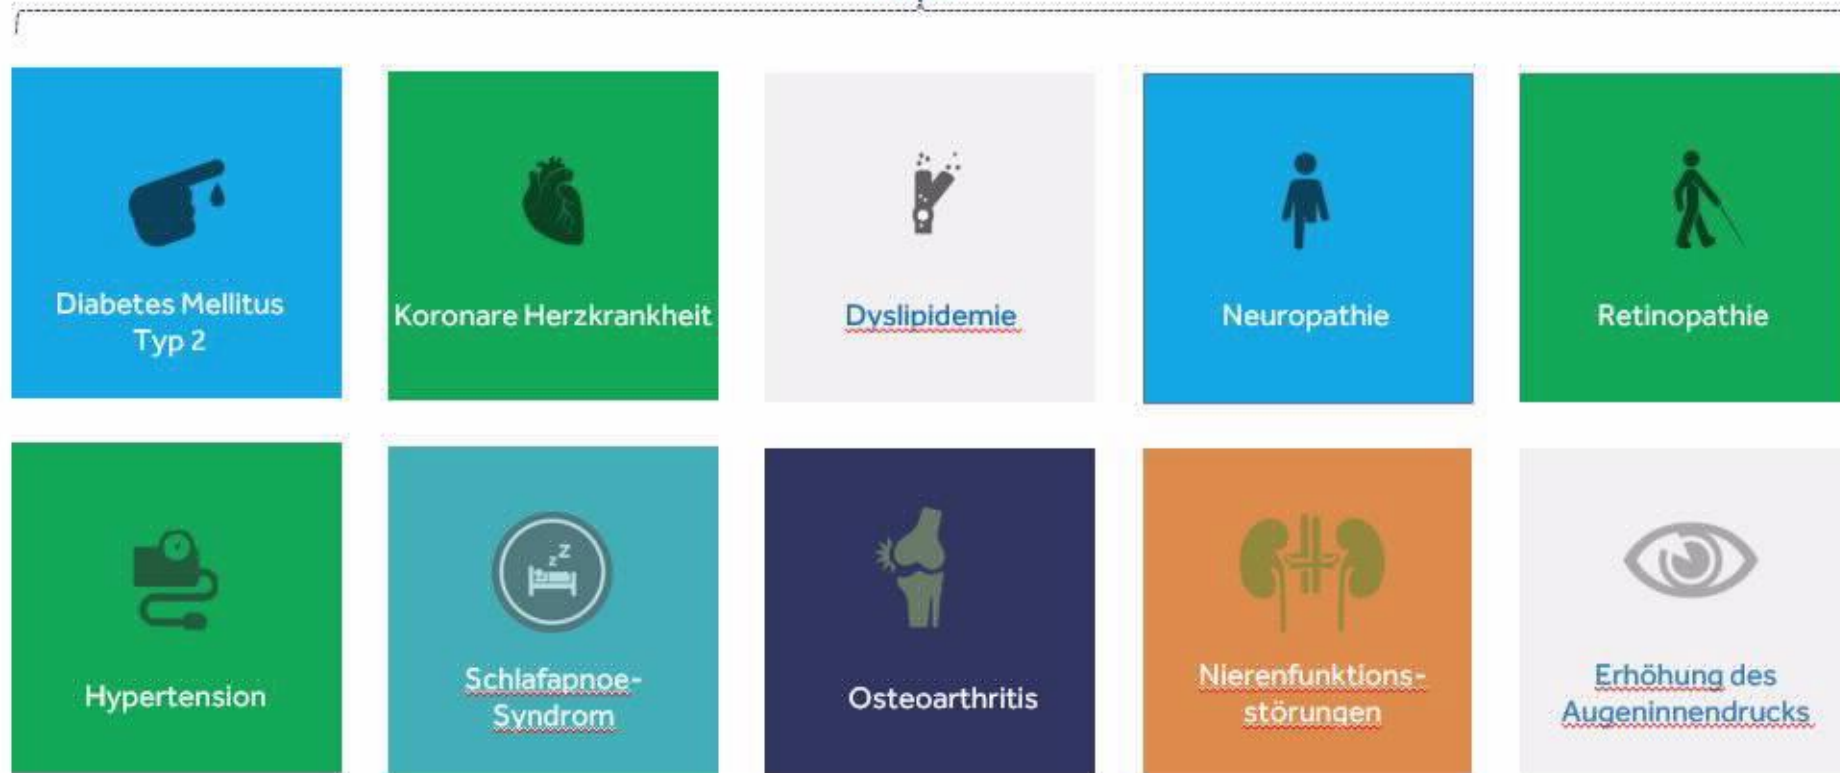 Diabetes Mellitus
Typ 2
Koronare Herzkrankheit
Dyslipidemie
Neuropathie
Retinopathie
Hypertension
Schlafapnoe-
Syndrom
Osteoarthritis
Nierenfunktions-
störungen
Erhöhung des
Augeninnendrucks